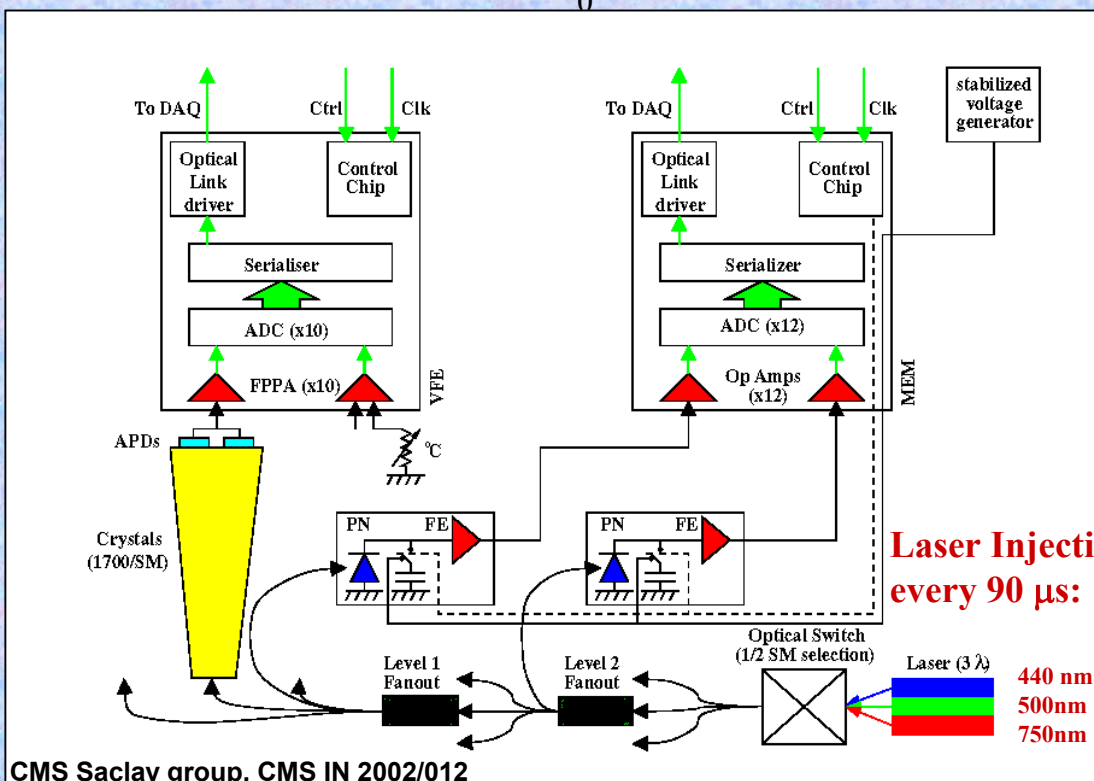 To DAQ
Ctrl
Clk
To DAQ
Ctrl
Clk
stabilized
voltage
generator
Optical
Link
driver
Control
Chip
Optical
Link
driver
Control
Chip
Serialiser
Serializer
ADC (x10)
ADC (x12)
FPPA (x10)
VFE
Op Amps
(x12)
MEM
APDs
°C
Crystals
(1700/SM)
PN
FE
PN
FE
Laser Injecti
every 90 µs:
Optical Switch
(1/2 SM selection)
Level 1
Fanout
Level 2
Fanout
Laser (3 λ)
440 nm
500nm
750nm
CMS Saclay group, CMS IN 2002/012